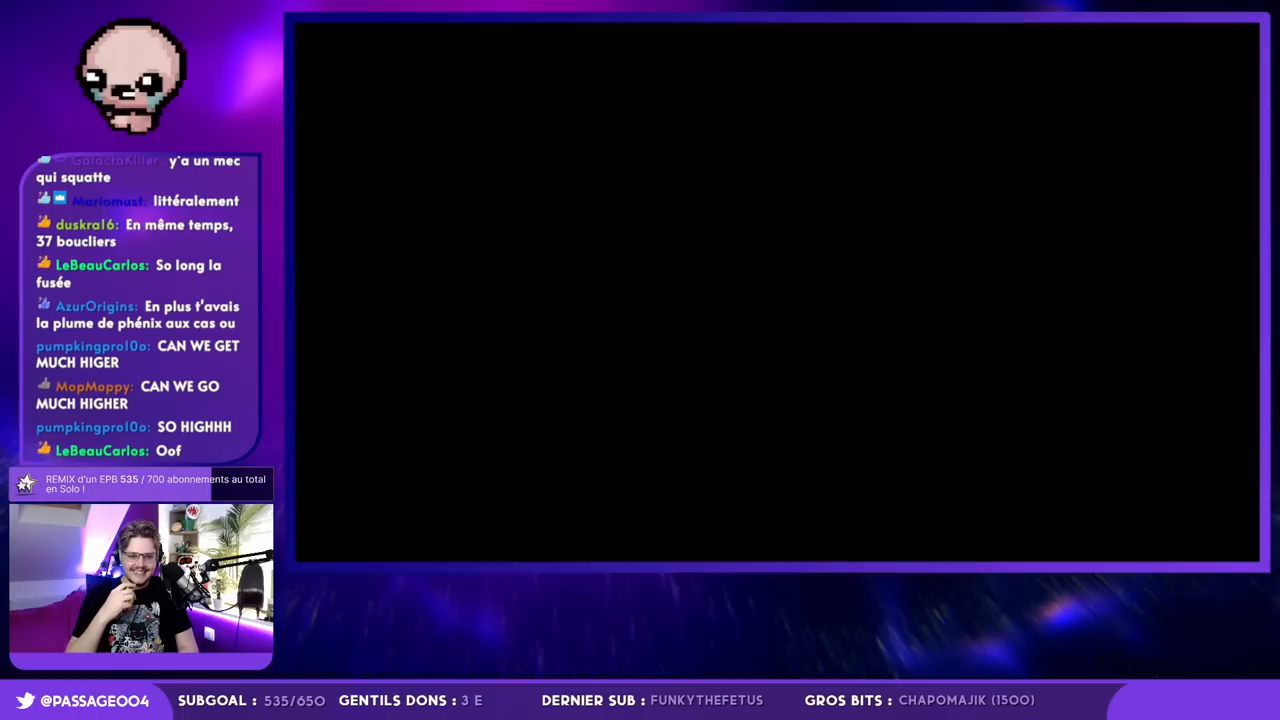 GalactaKiller y'a un mec
qui squatte
Mariomust: littéralement
duskral6: En même temps,
37 boucliers
LeBeauCarlos: So long la
fusée
AzurOrigins: En plus t'avais
la plume de phénix aux cas ou
pumpkingpro10o: CAN WE GET
MUCH HIGER
MopMoppy: CAN WE GO
MUCH HIGHER
pumpkingpro10o: SO HIGHHH
LeBeauCarlos: Oof
REMIX d'un EPB 535 / 700 abonnements au total
en Solo !
@PASSAGE004 SUBGOAL : 535/650 GENTILS DONS : 3 E DERNIER SUB : FUNKYTHEFETUS GROS BITS : CHAPOMAJIK (1500)